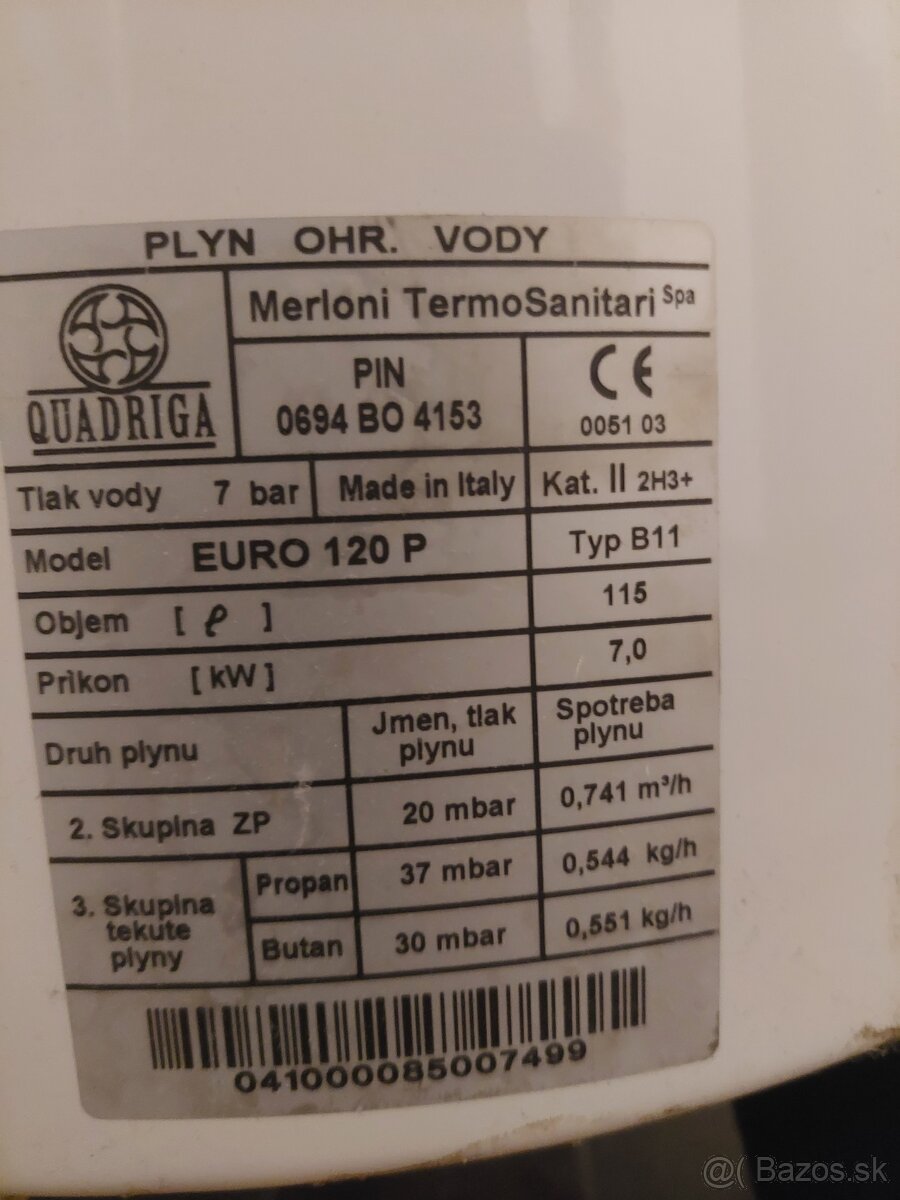 PLYN OHR. VODY
QUADRIGA
Merloni TermoSanitari Spa
PIN
0694 BO 4153
CE
0051 03
Tlak vody 7 bar
Made in Italy
Kat. II 2H3+
Model EURO 120 P
Typ B11
Objem [ ℓ ]
115
Prikon [ kW ]
7,0
Druh plynu
Jmen, tlak
plynu
Spotreba
plynu
2. Skupina ZP
20 mbar
0,741 m³/h
3. Skupina
tekute
plyny
Propan
37 mbar
0,544 kg/h
Butan
30 mbar
0,551 kg/h
041000085007499
@( Bazos.sk